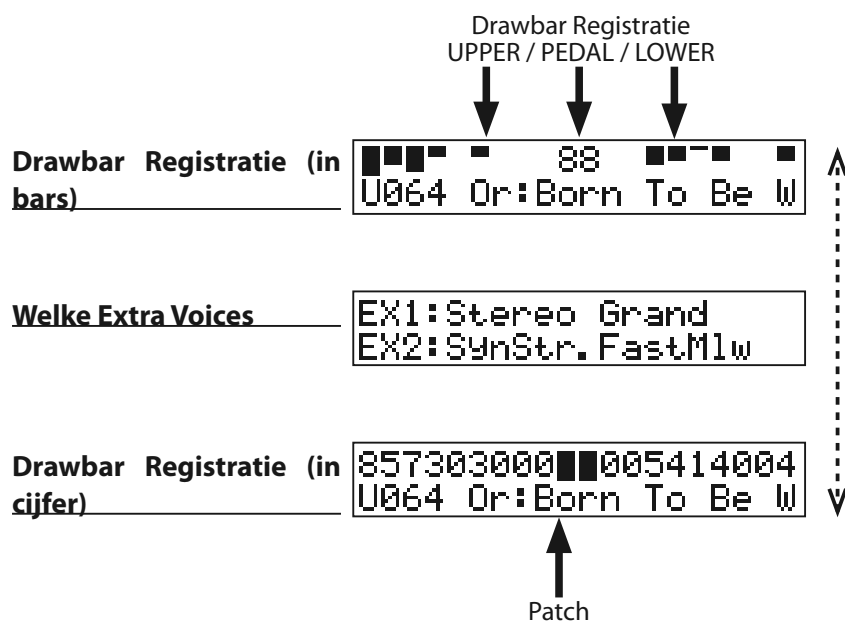 Drawbar Registratie
UPPER / PEDAL / LOWER
Drawbar Registratie (in
bars)
88
U064 Or:Born To Be W
Welke Extra Voices
EX1:Stereo Grand
EX2:SynStr.FastMlw
Drawbar Registratie (in
cijfer)
857303000██005414004
U064 Or:Born To Be W
Patch